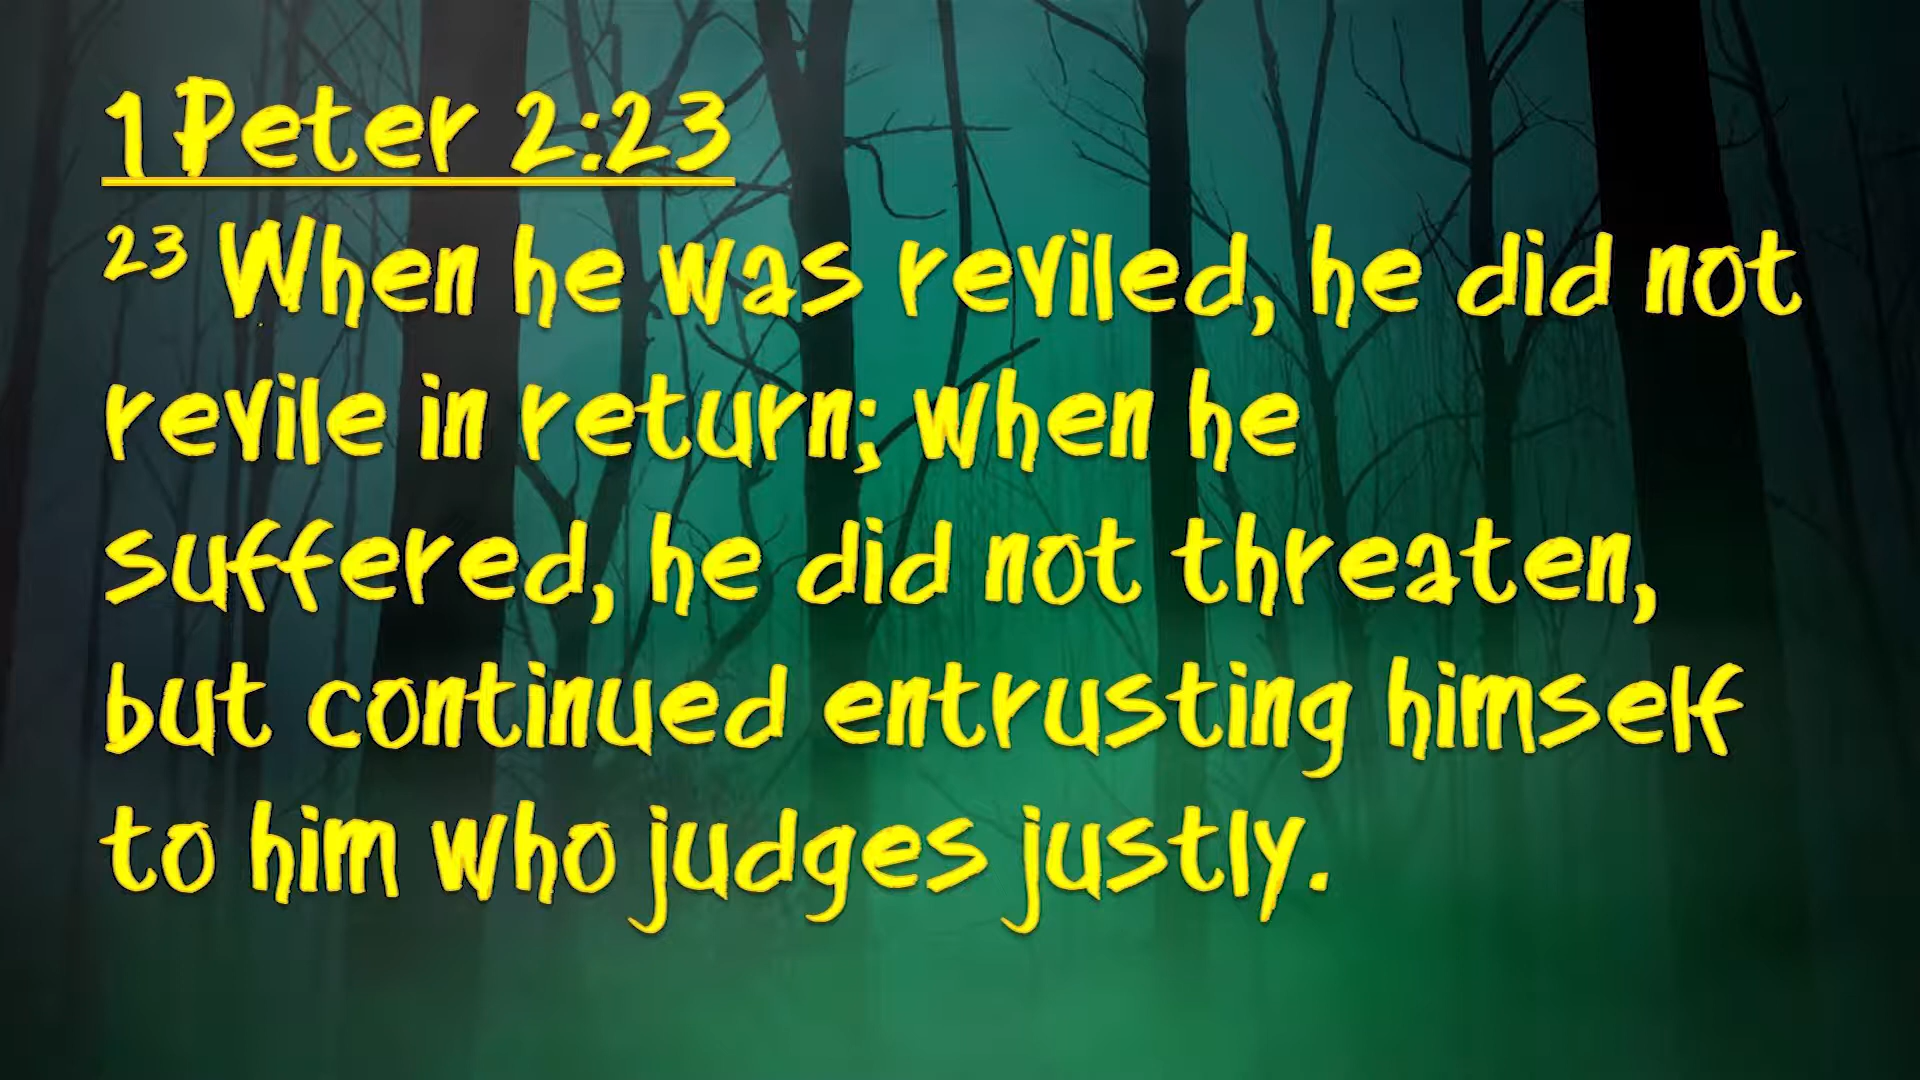 1 Peter 2:23
23 When he was reviled, he did not
revile in return; when he
suffered, he did not threaten,
but continued entrusting himself
to him who judges justly.